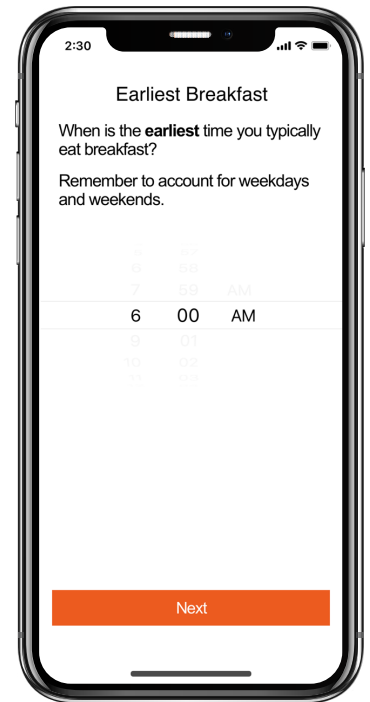 2:30
Earliest Breakfast
When is the earliest time you typically
eat breakfast?
Remember to account for weekdays
and weekends.
7 59 AM
6 00 AM
9 01
10 02
Next